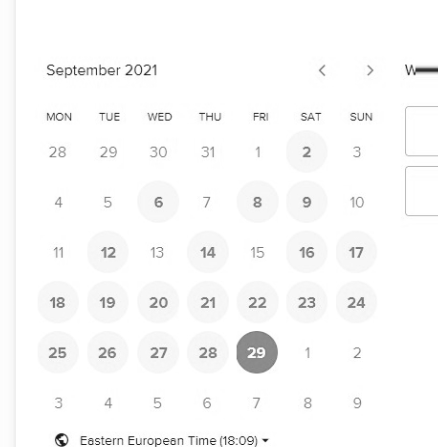 September 2021
MON TUE WED THU FRI SAT SUN
28 29 30 31 1 2 3
4 5 6 7 8 9 10
11 12 13 14 15 16 17
18 19 20 21 22 23 24
25 26 27 28 29 1 2
3 4 5 6 7 8 9
Eastern European Time (18:09)